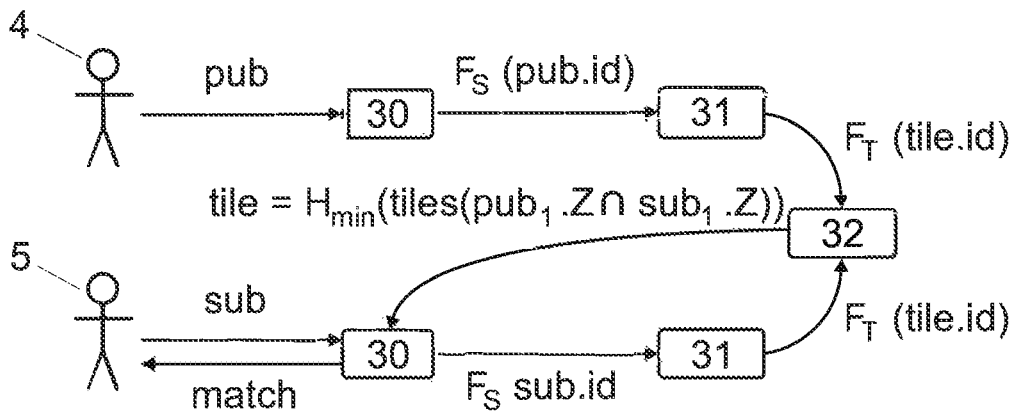 4
pub
F_S (pub.id)
30
31
F_T (tile.id)
tile = H_min(tiles(pub_1 .Z∩ sub_1 .Z))
32
5
sub
F_T (tile.id)
30
31
match
F_S sub.id